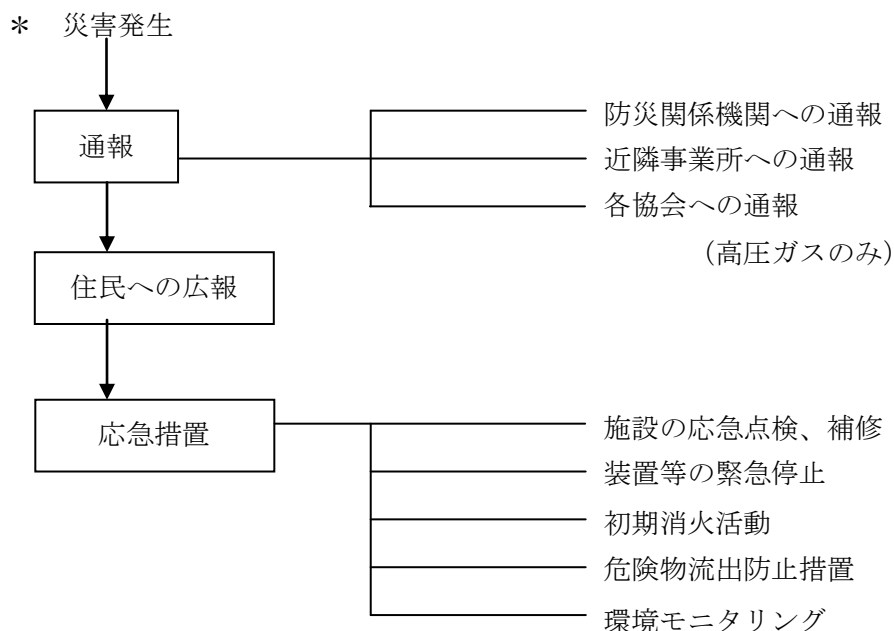 ＊ 災害発生
通報
防災関係機関への通報
近隣事業所への通報
各協会への通報
（高圧ガスのみ）
住民への広報
応急措置
施設の応急点検、補修
装置等の緊急停止
初期消火活動
危険物流出防止措置
環境モニタリング